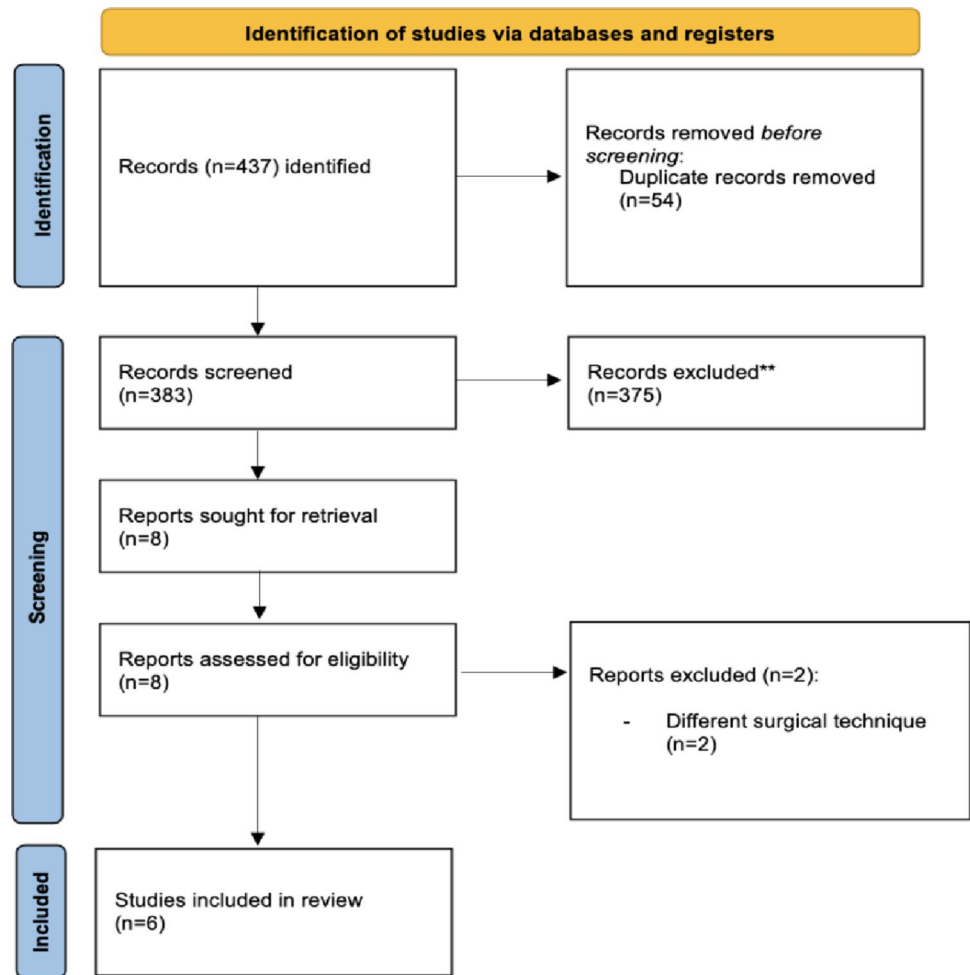 Identification of studies via databases and registers
Identification
Records (n=437) identified
Records removed before
screening:
Duplicate records removed
(n=54)
Screening
Records screened
(n=383)
Records excluded**
(n=375)
Reports sought for retrieval
(n=8)
Reports assessed for eligibility
(n=8)
Reports excluded (n=2):
- Different surgical technique
(n=2)
Included
Studies included in review
(n=6)